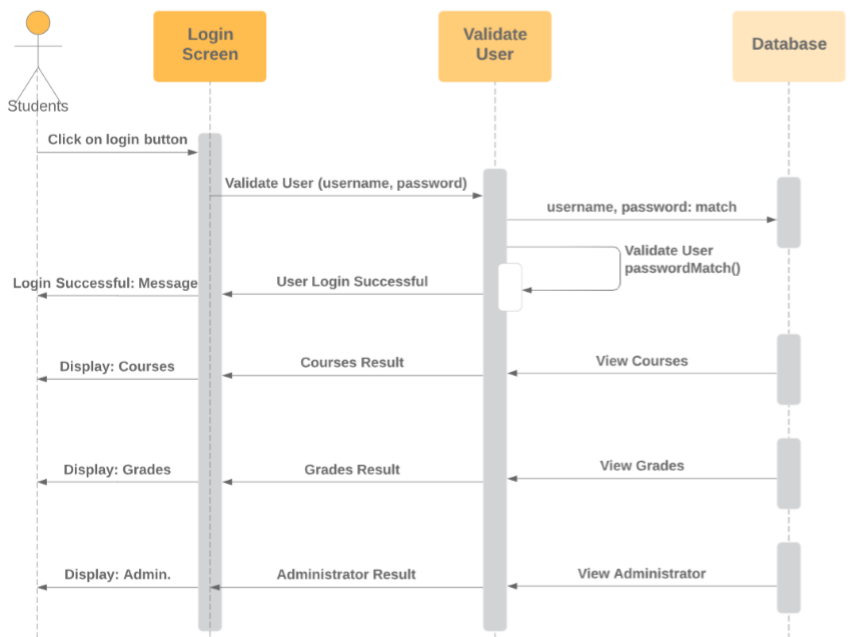 Login
Screen
Validate
User
Database
Students
Click on login button
Validate User (username, password)
username, password: match
Validate User
passwordMatch()
Login Successful: Message
User Login Successful
Display: Courses
Courses Result
View Courses
Display: Grades
Grades Result
View Grades
Display: Admin.
Administrator Result
View Administrator